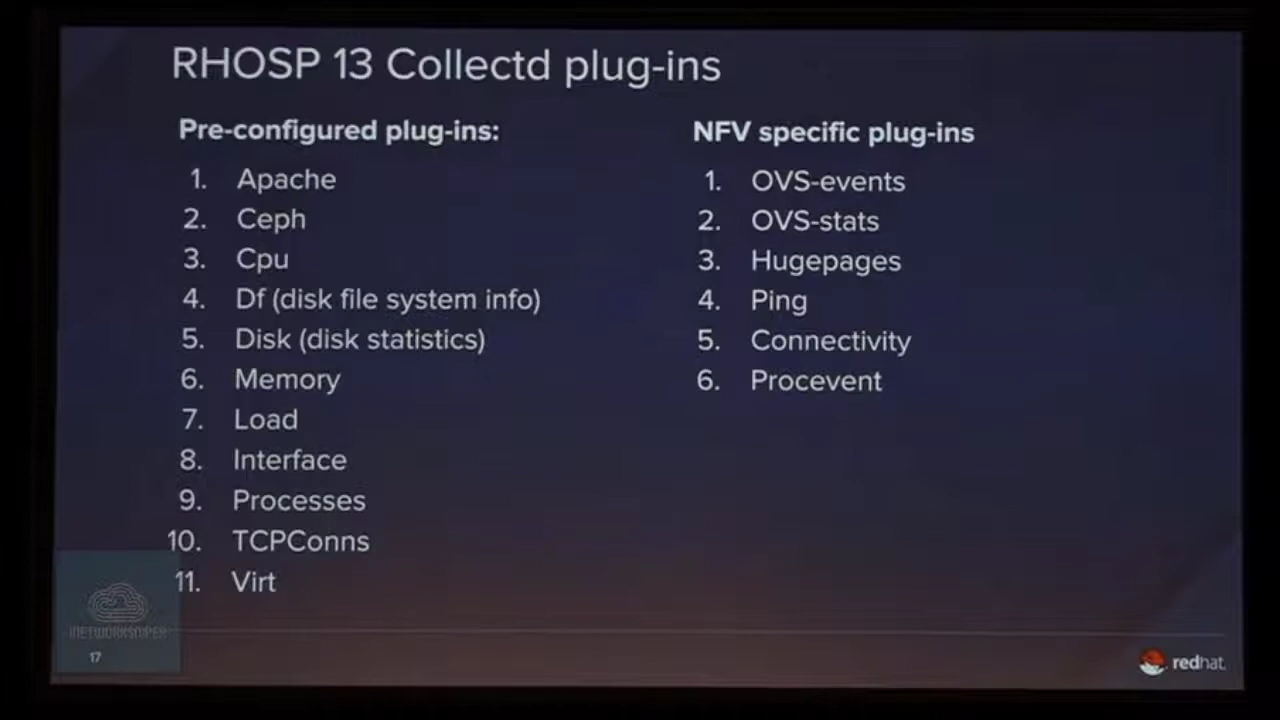 RHOSP 13 Collectd plug-ins
Pre-configured plug-ins:
1. Apache
2. Ceph
3. Cpu
4. Df (disk file system info)
5. Disk (disk statistics)
6. Memory
7. Load
8. Interface
9. Processes
10. TCPConns
11. Virt
NFV specific plug-ins
1. OVS-events
2. OVS-stats
3. Hugepages
4. Ping
5. Connectivity
6. Procevent
17
redhat.